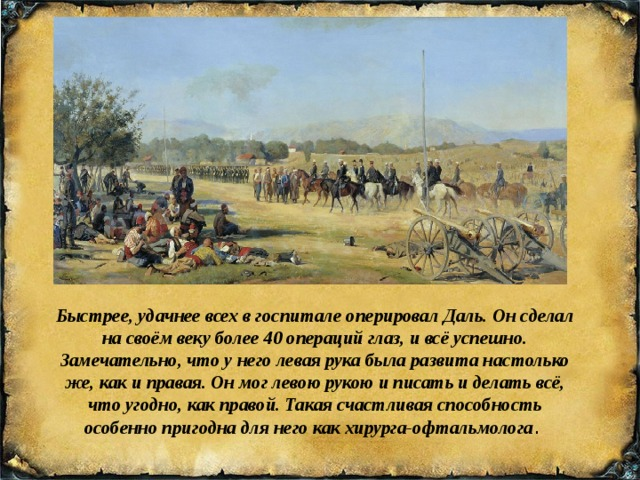 Быстрее, удачнее всех в госпитале оперировал Даль. Он сделал
на своём веку более 40 операций глаз, и всё успешно.
Замечательно, что у него левая рука была развита настолько
же, как и правая. Он мог левою рукою и писать и делать всё,
что угодно, как правой. Такая счастливая способность
особенно пригодна для него как хирурга-офтальмолога.